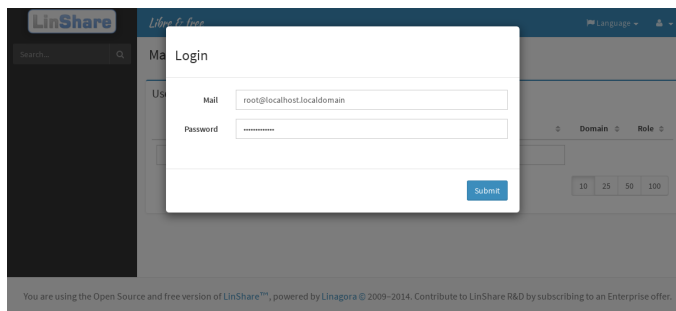 LinShare
Libre & free
Language
Search...
Ma
Login
Use
Mail root@localhost.localdomain
Password •••••••••••••
Domain Role
10 25 50 100
Submit
You are using the Open Source and free version of LinShare™, powered by Linagora © 2009–2014. Contribute to LinShare R&D by subscribing to an Enterprise offer.